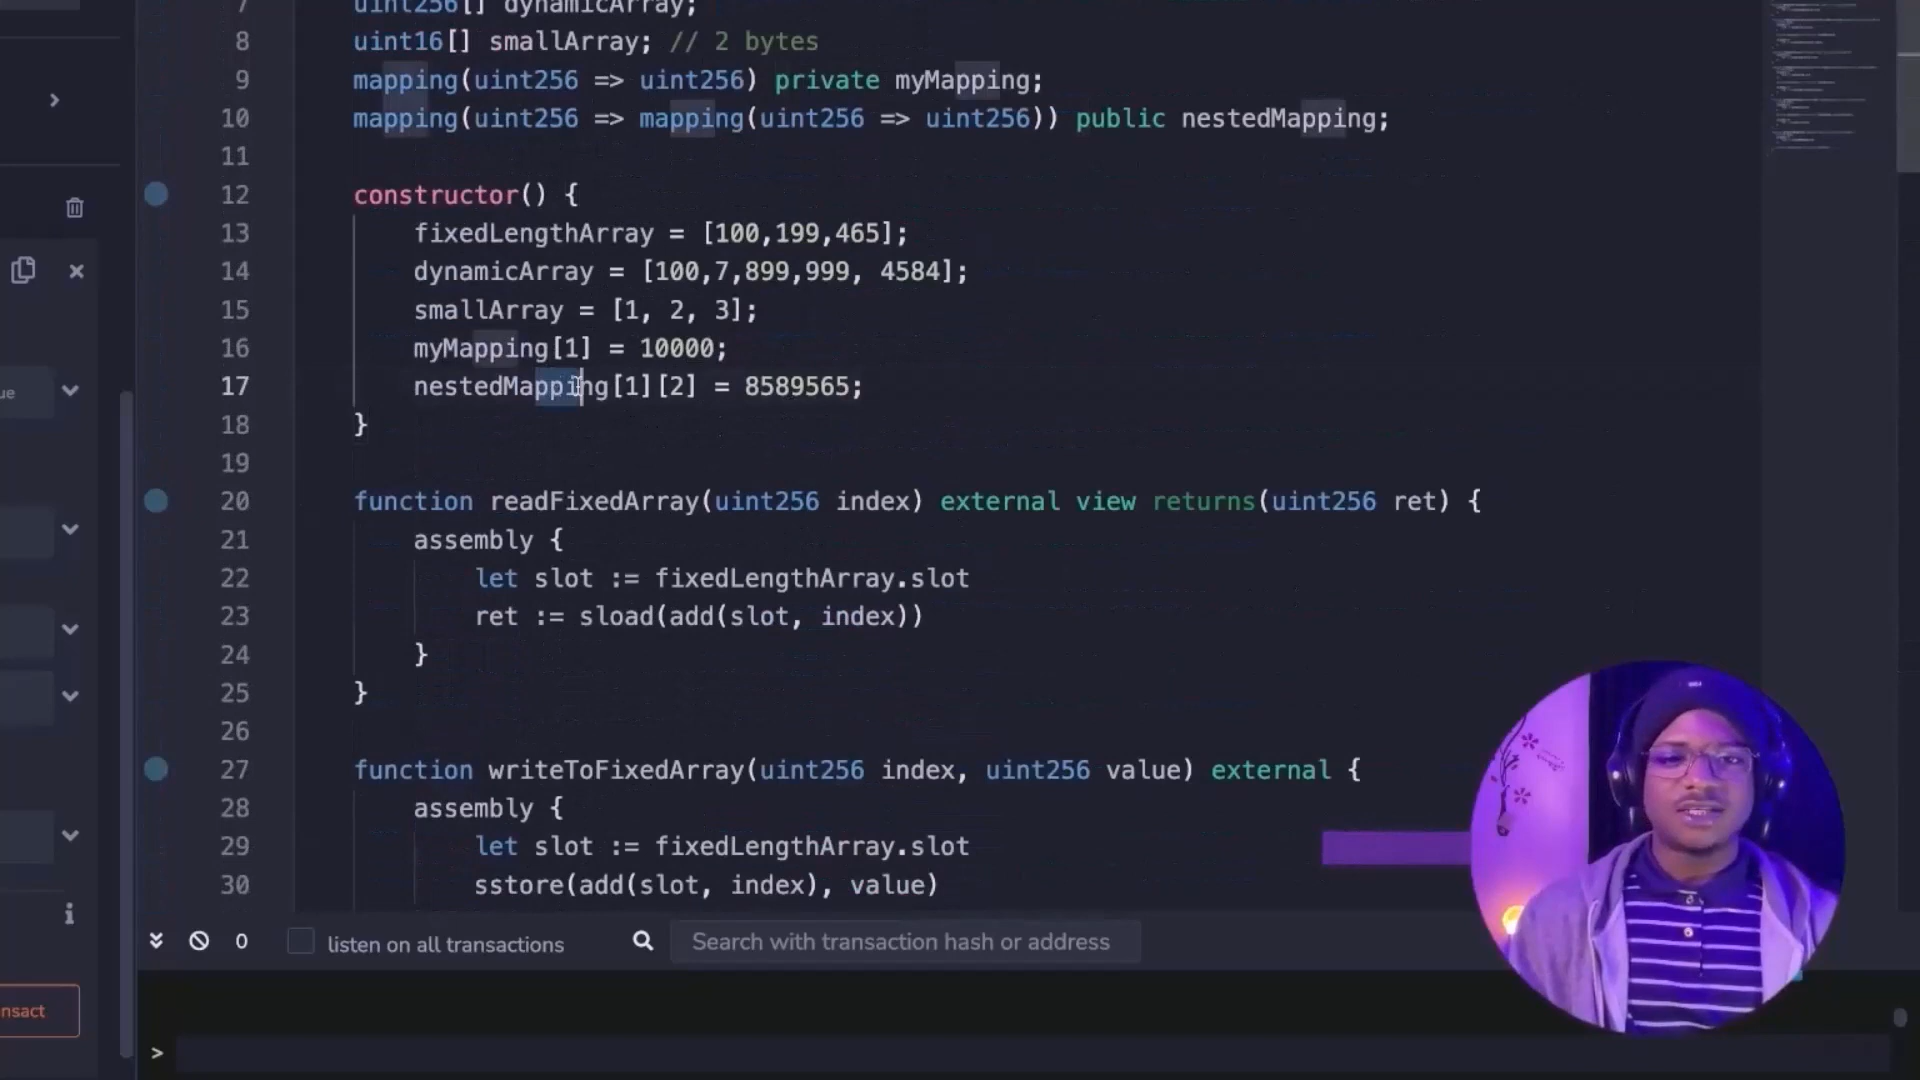 7 uint256[] dynamicArray;
8 uint16[] smallArray; // 2 bytes
9 mapping(uint256 => uint256) private myMapping;
10 mapping(uint256 => mapping(uint256 => uint256)) public nestedMapping;
11
12 constructor() {
13 fixedLengthArray = [100,199,465];
14 dynamicArray = [100,7,899,999, 4584];
15 smallArray = [1, 2, 3];
16 myMapping[1] = 10000;
17 nestedMapping[1][2] = 8589565;
18 }
19
20 function readFixedArray(uint256 index) external view returns(uint256 ret) {
21 assembly {
22 let slot := fixedLengthArray.slot
23 ret := sload(add(slot, index))
24 }
25 }
26
27 function writeToFixedArray(uint256 index, uint256 value) external {
28 assembly {
29 let slot := fixedLengthArray.slot
30 sstore(add(slot, index), value)
ue
nsact
0 listen on all transactions Search with transaction hash or address
>